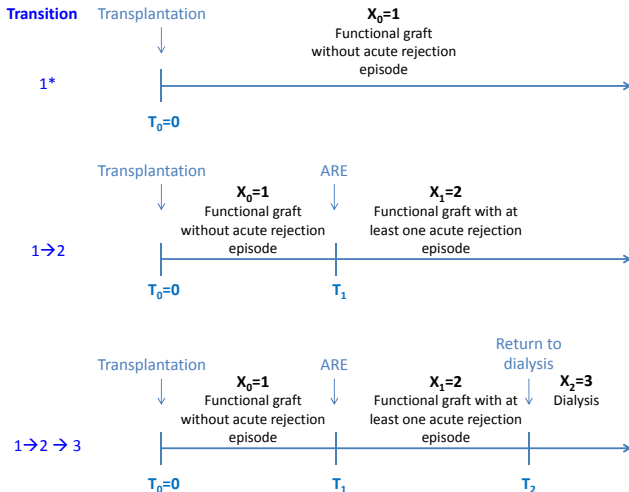 Transition
Transplantation
X₀=1
Functional graft
without acute rejection
episode
1*
T₀=0
Transplantation
X₀=1
Functional graft
without acute rejection
episode
ARE
X₁=2
Functional graft with at
least one acute rejection
episode
1→2
T₀=0
T₁
Transplantation
X₀=1
Functional graft
without acute rejection
episode
ARE
X₁=2
Functional graft with at
least one acute rejection
episode
Return to
dialysis
X₂=3
Dialysis
1→2 → 3
T₀=0
T₁
T₂